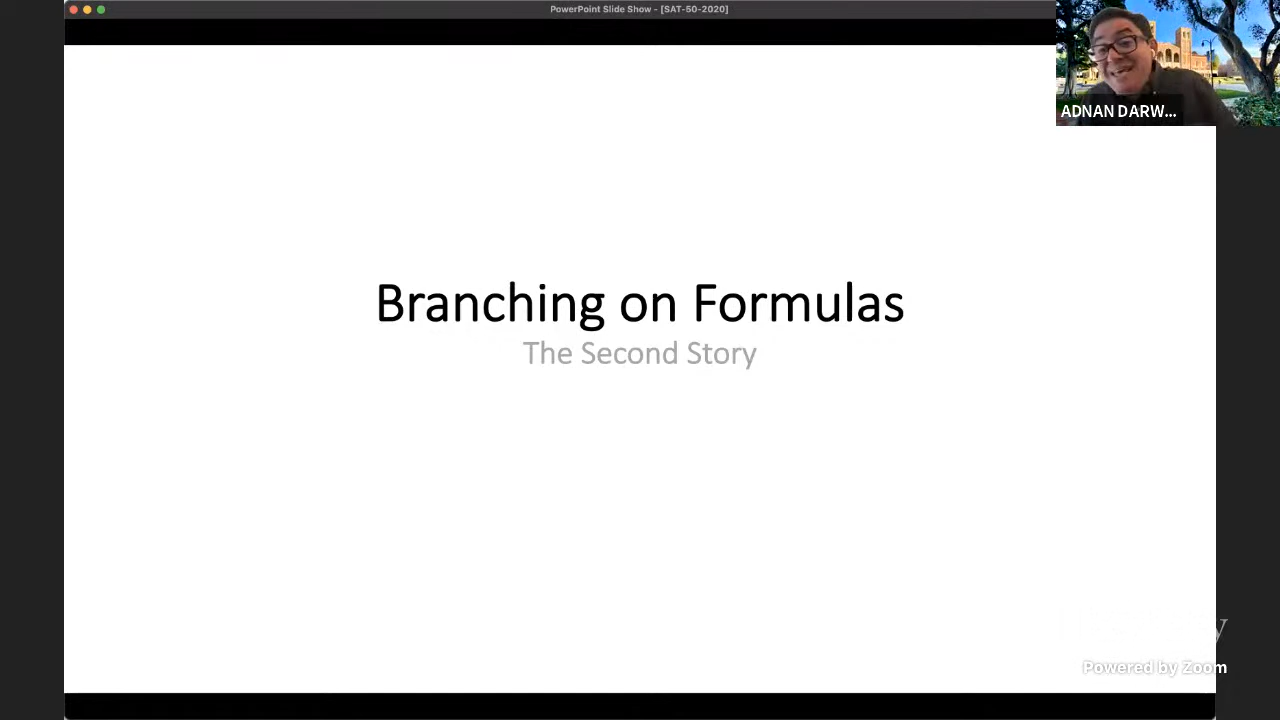 PowerPoint Slide Show - [SAT-50-2020]
ADNAN DARW...
Branching on Formulas
The Second Story
Powered by Zoom